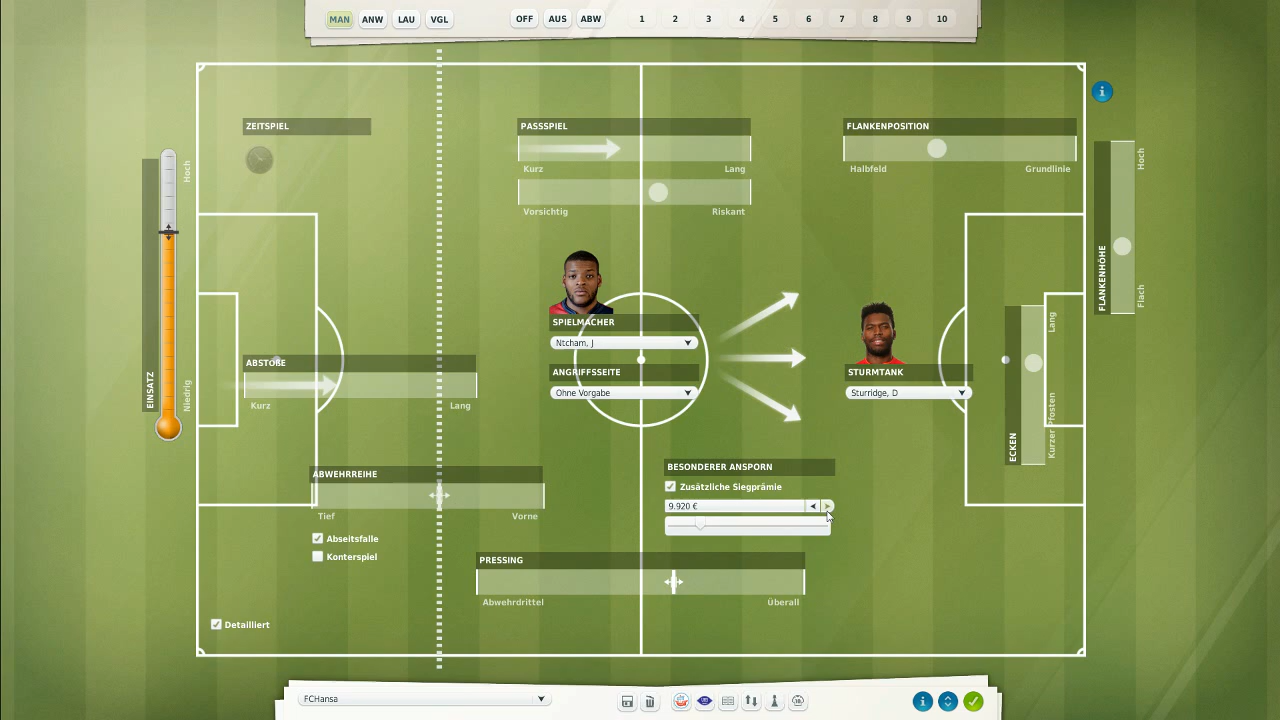 MAN ANW LAU VGL OFF AUS ABW 1 2 3 4 5 6 7 8 9 10
ZEITSPIEL
PASSSPIEL
Kurz Lang
Vorsichtig Riskant
FLANKENPOSITION
Halbfeld Grundlinie
Hoch
EINSATZ
Niedrig
Hoch
FLANKENHÖHE
Flach
SPIELMACHER
Ntcham, J
ANGRIFFSSEITE
Ohne Vorgabe
STURMTANK
Sturridge, D
ABSTÖßE
Kurz Lang
Lang
ECKEN
Kurzer Pfosten
ABWEHRREIHE
Tief Vorne
Abseitsfalle
Konterspiel
BESONDERER ANSPORN
Zusätzliche Siegprämie
9.920 €
PRESSING
Abwehrdrittel Überall
Detailliert
FCHansa